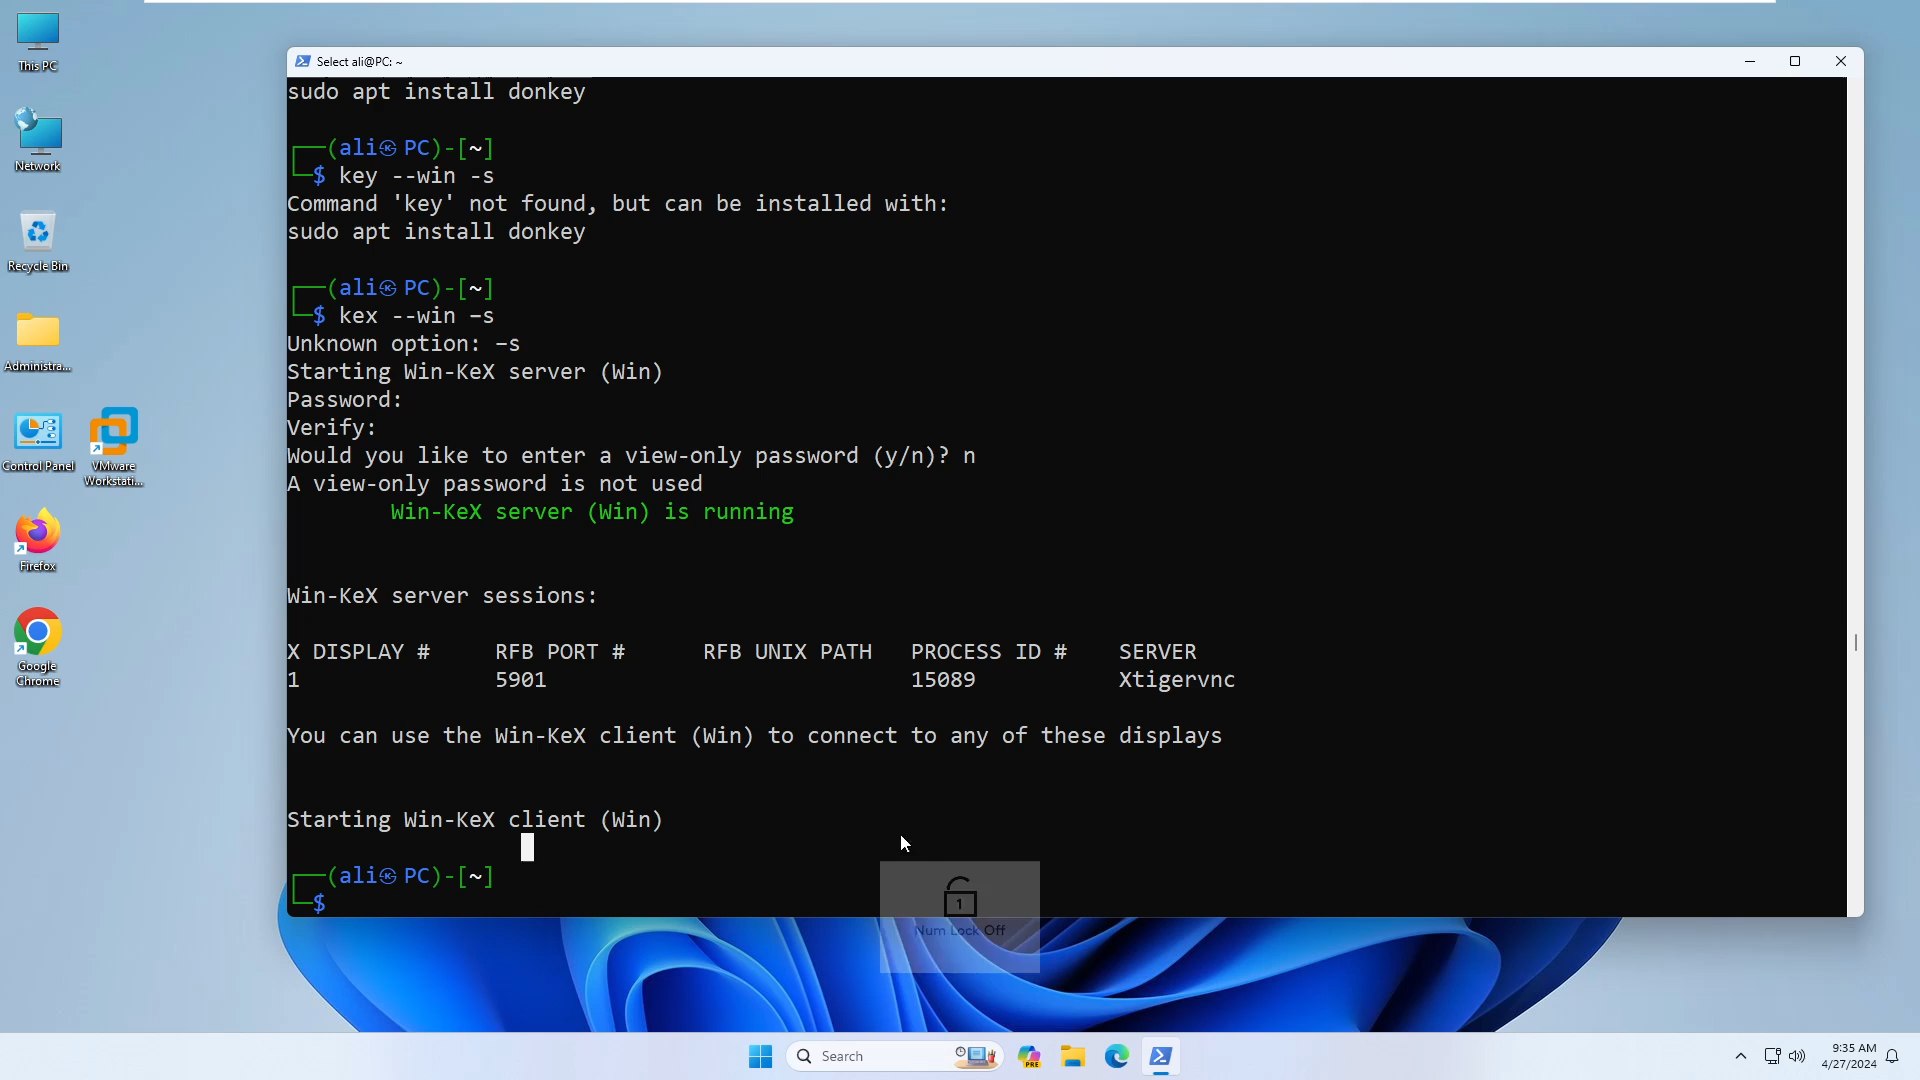 This PC
Network
Recycle Bin
Administra...
Control Panel
VMware
Workstati...
Firefox
Google
Chrome
Select ali@PC: ~
sudo apt install donkey
┌──(ali㉿PC)-[~]
└─$ key --win -s
Command 'key' not found, but can be installed with:
sudo apt install donkey
┌──(ali㉿PC)-[~]
└─$ kex --win –s
Unknown option: –s
Starting Win-KeX server (Win)
Password:
Verify:
Would you like to enter a view-only password (y/n)? n
A view-only password is not used
Win-KeX server (Win) is running
Win-KeX server sessions:
X DISPLAY # RFB PORT # RFB UNIX PATH PROCESS ID # SERVER
1 5901 15089 Xtigervnc
You can use the Win-KeX client (Win) to connect to any of these displays
Starting Win-KeX client (Win)
┌──(ali㉿PC)-[~]
└─$
1
Num Lock Off
Search
PRE
9:35 AM
4/27/2024